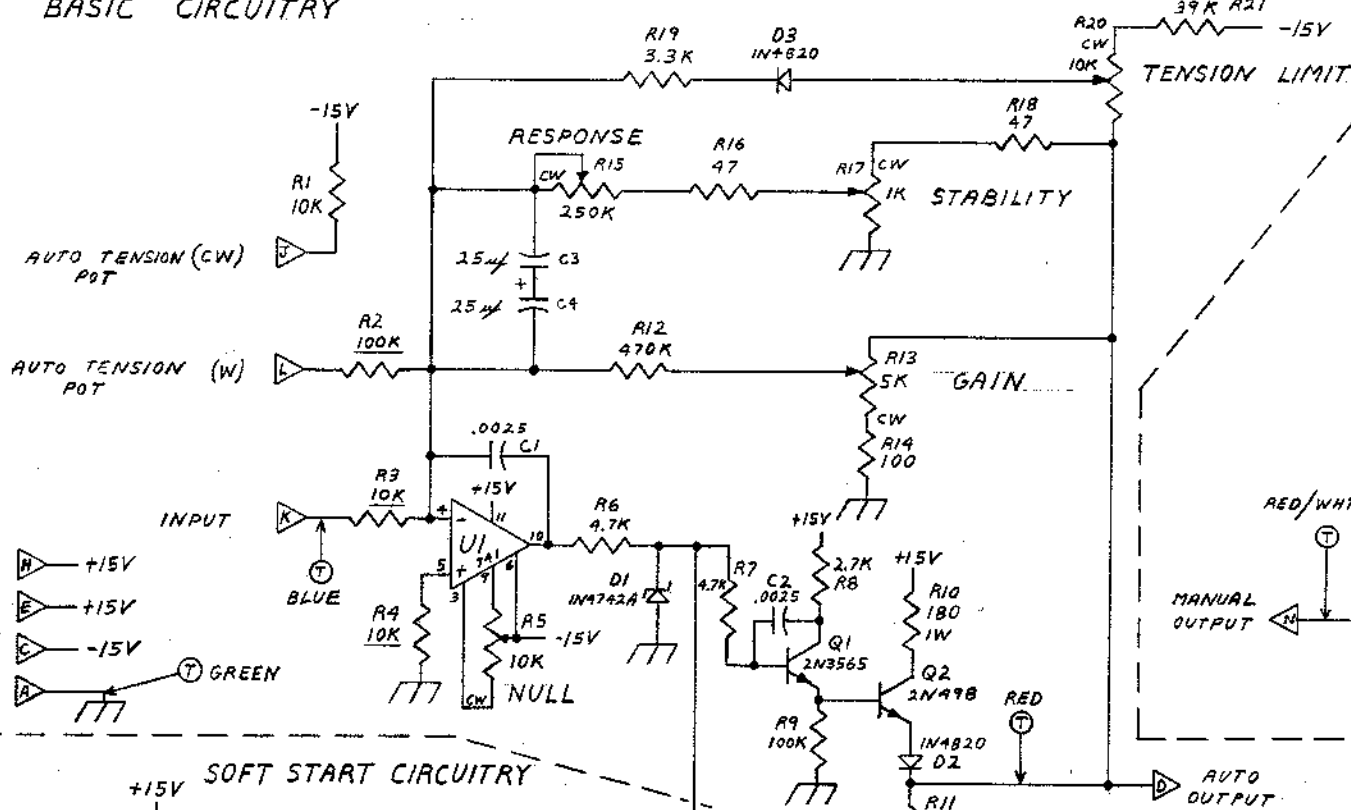 BASIC CIRCUITRY
39K R21
R20
-15V
CW
10K
TENSION LIMIT
R19
3.3K
D3
1N4820
-15V
R1
10K
RESPONSE
CW
R15
250K
R16
47
R17
CW
1K
STABILITY
R18
47
AUTO TENSION (CW)
POT
J
25
C3
+
25
C4
R2
100K
AUTO TENSION (W)
POT
L
R12
470K
R13
5K
GAIN
CW
R14
100
.0025
C1
R3
10K
INPUT
K
+15V
4
-
11
U1
10
7A1
5
+
3
9
6
R6
4.7K
T
BLUE
R4
10K
R5
-15V
10K
CW
NULL
D1
1N4742A
R7
4.7K
C2
.0025
+15V
2.7K
R8
+15V
R10
180
1W
Q1
2N3565
Q2
2N498
R9
100K
RED
T
1N4820
D2
R11
D
AUTO
OUTPUT
RED/WHT
T
MANUAL
OUTPUT
N
H +15V
E +15V
C -15V
A
T GREEN
SOFT START CIRCUITRY
+15V